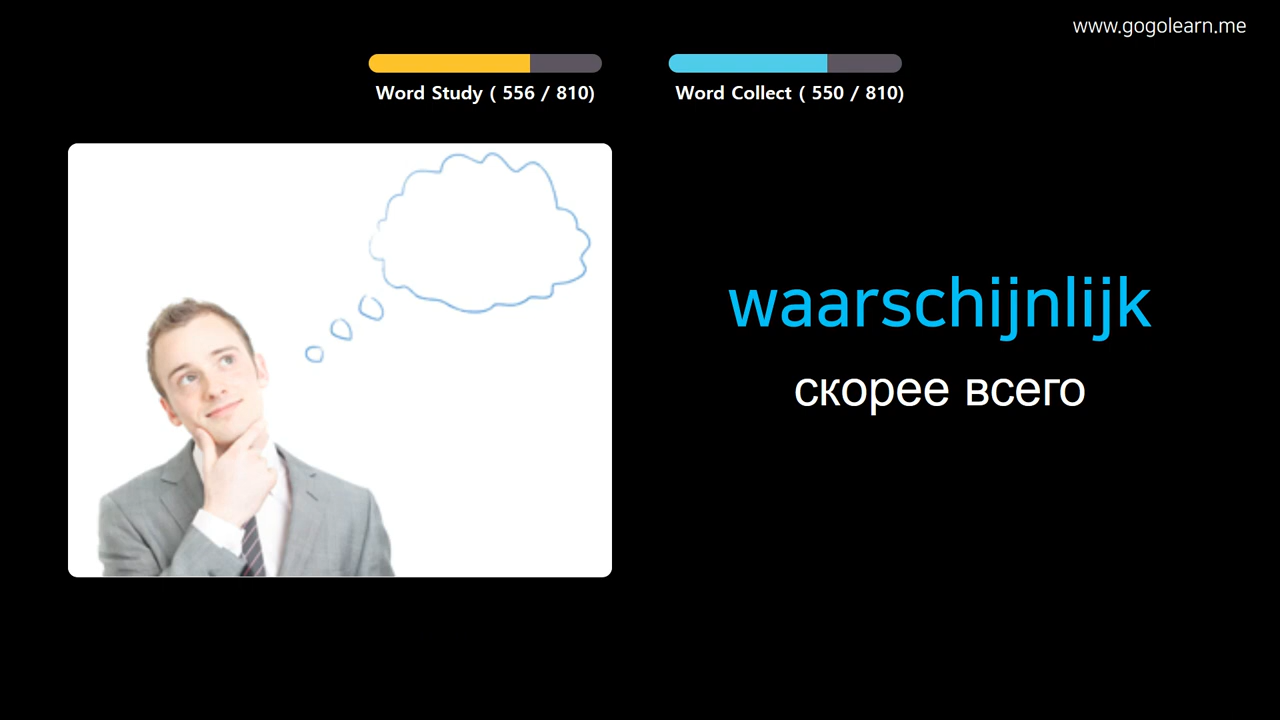 www.gogolearn.me
Word Study ( 556 / 810)
Word Collect ( 550 / 810)
waarschijnlijk
скорее всего